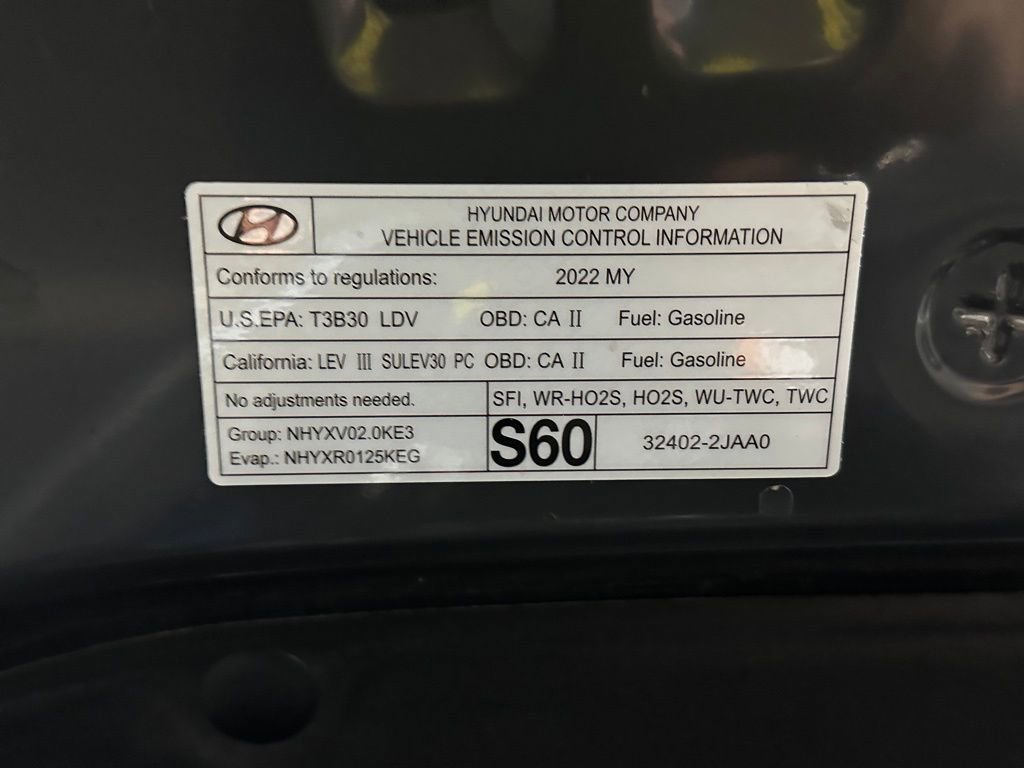 HYUNDAI MOTOR COMPANY
VEHICLE EMISSION CONTROL INFORMATION
Conforms to regulations: 2022 MY
U.S.EPA: T3B30 LDV OBD: CA II Fuel: Gasoline
California: LEV III SULEV30 PC OBD: CA II Fuel: Gasoline
No adjustments needed. SFI, WR-HO2S, HO2S, WU-TWC, TWC
Group: NHYXV02.0KE3
Evap.: NHYXR0125KEG
S60
32402-2JAA0